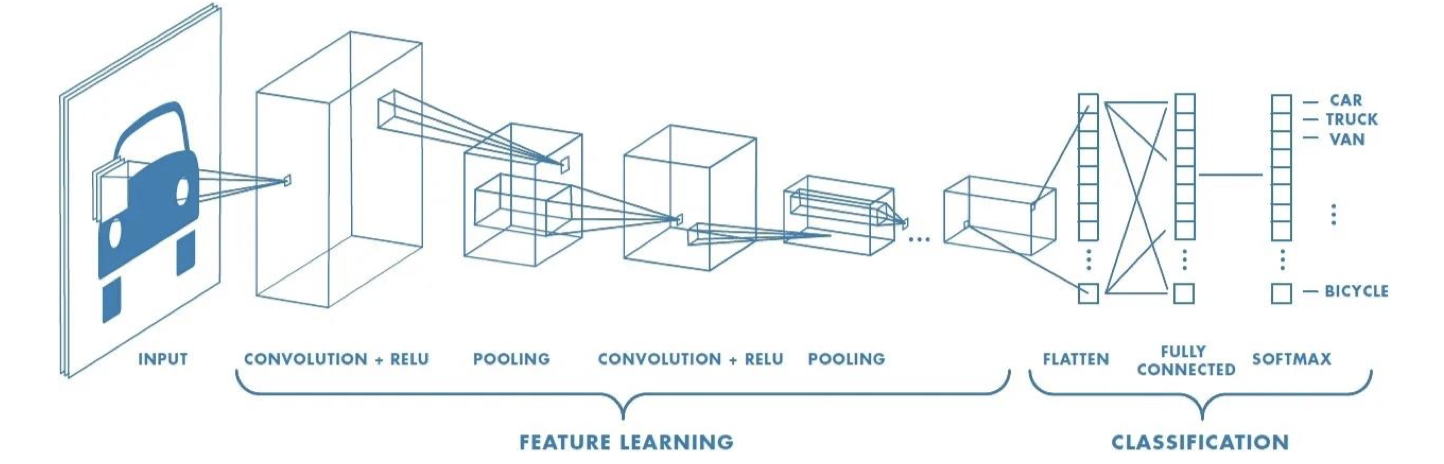 CAR
TRUCK
VAN
BICYCLE
INPUT
CONVOLUTION + RELU
POOLING
CONVOLUTION + RELU
POOLING
FLATTEN
FULLY
CONNECTED
SOFTMAX
FEATURE LEARNING
CLASSIFICATION